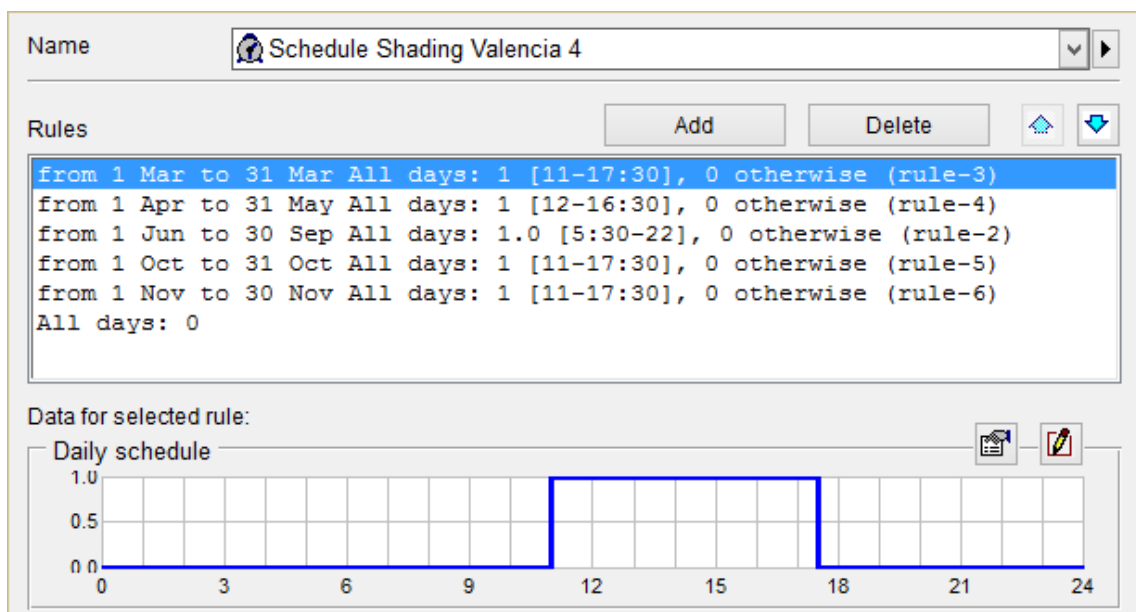 Name Schedule Shading Valencia 4
Rules Add Delete
from 1 Mar to 31 Mar All days: 1 [11-17:30], 0 otherwise (rule-3)
from 1 Apr to 31 May All days: 1 [12-16:30], 0 otherwise (rule-4)
from 1 Jun to 30 Sep All days: 1.0 [5:30-22], 0 otherwise (rule-2)
from 1 Oct to 31 Oct All days: 1 [11-17:30], 0 otherwise (rule-5)
from 1 Nov to 30 Nov All days: 1 [11-17:30], 0 otherwise (rule-6)
All days: 0
Data for selected rule:
Daily schedule
1.0
0.5
0.0
0 3 6 9 12 15 18 21 24